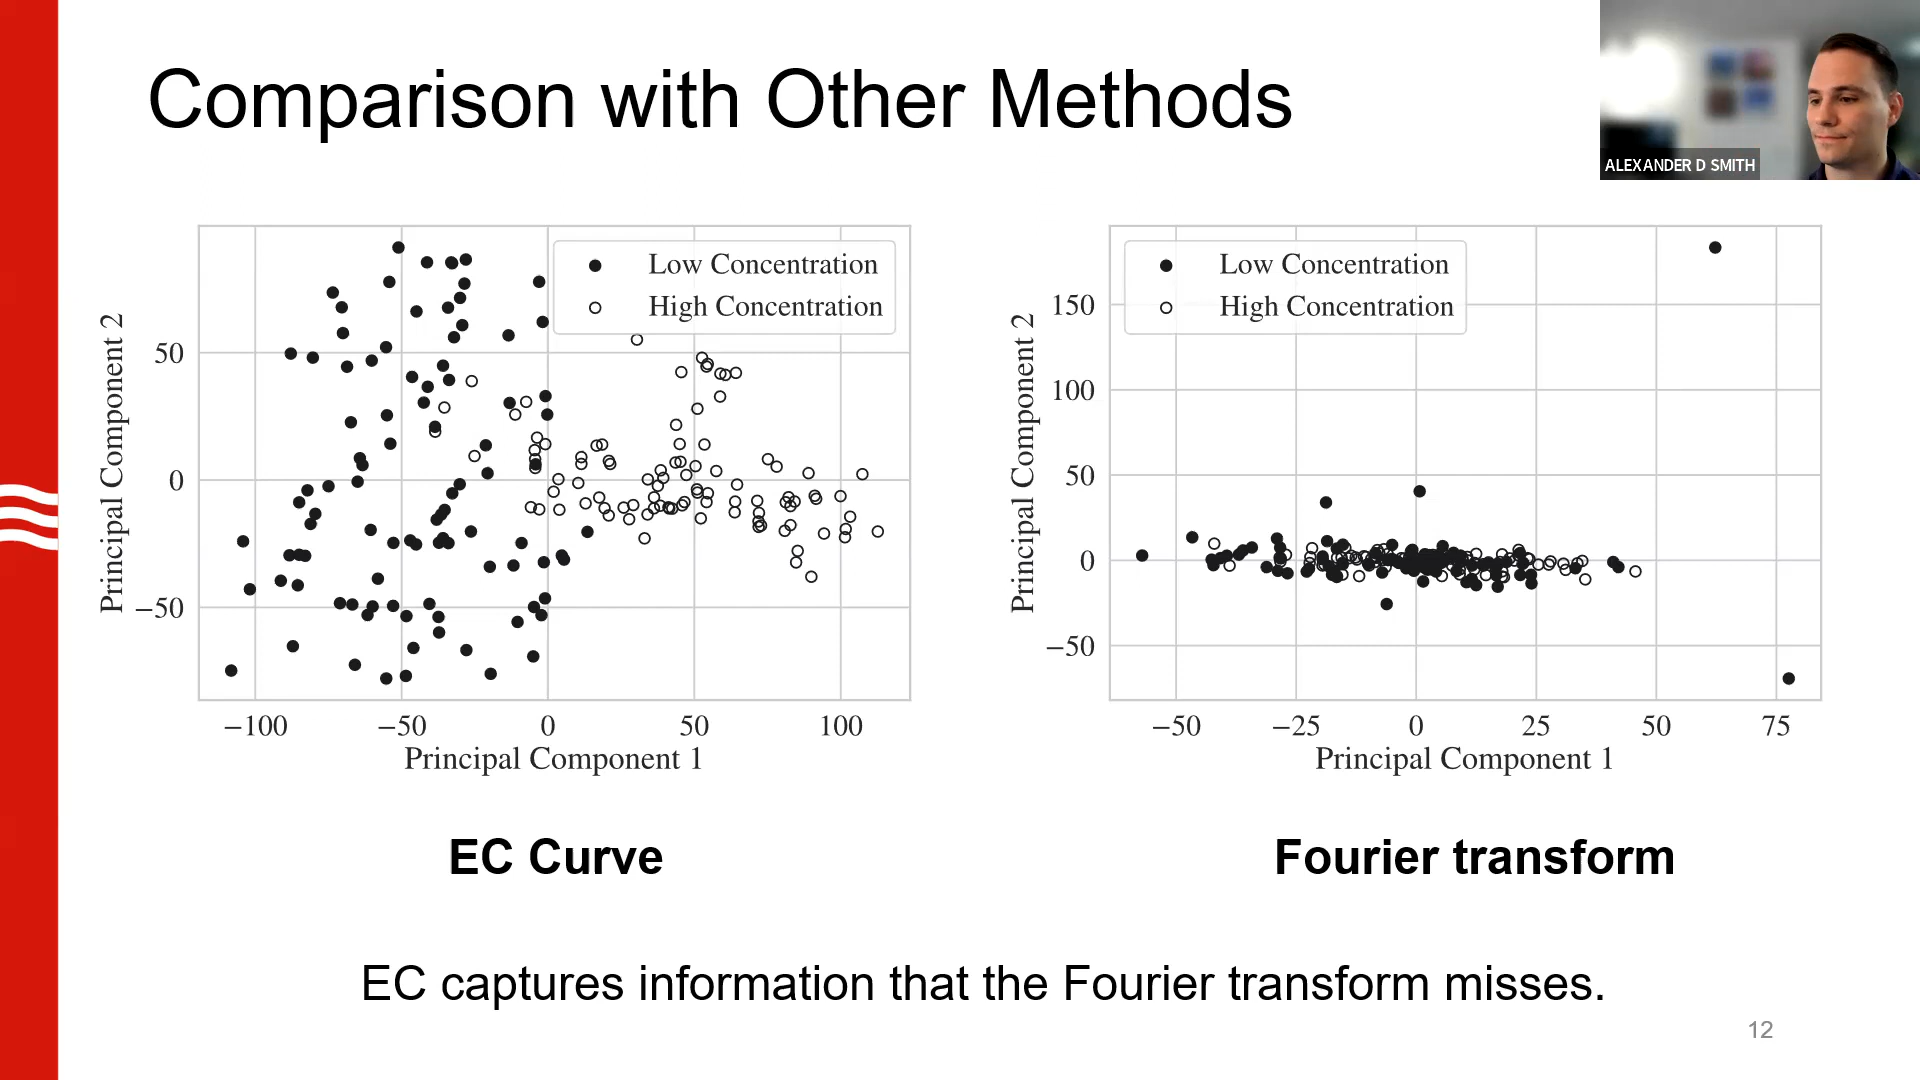 Comparison with Other Methods
ALEXANDER D SMITH
Low Concentration
High Concentration
Principal Component 2
50
0
−50
−100
−50
0
50
100
Principal Component 1
EC Curve
Low Concentration
High Concentration
Principal Component 2
150
100
50
0
−50
−50
−25
0
25
50
75
Principal Component 1
Fourier transform
EC captures information that the Fourier transform misses.
12